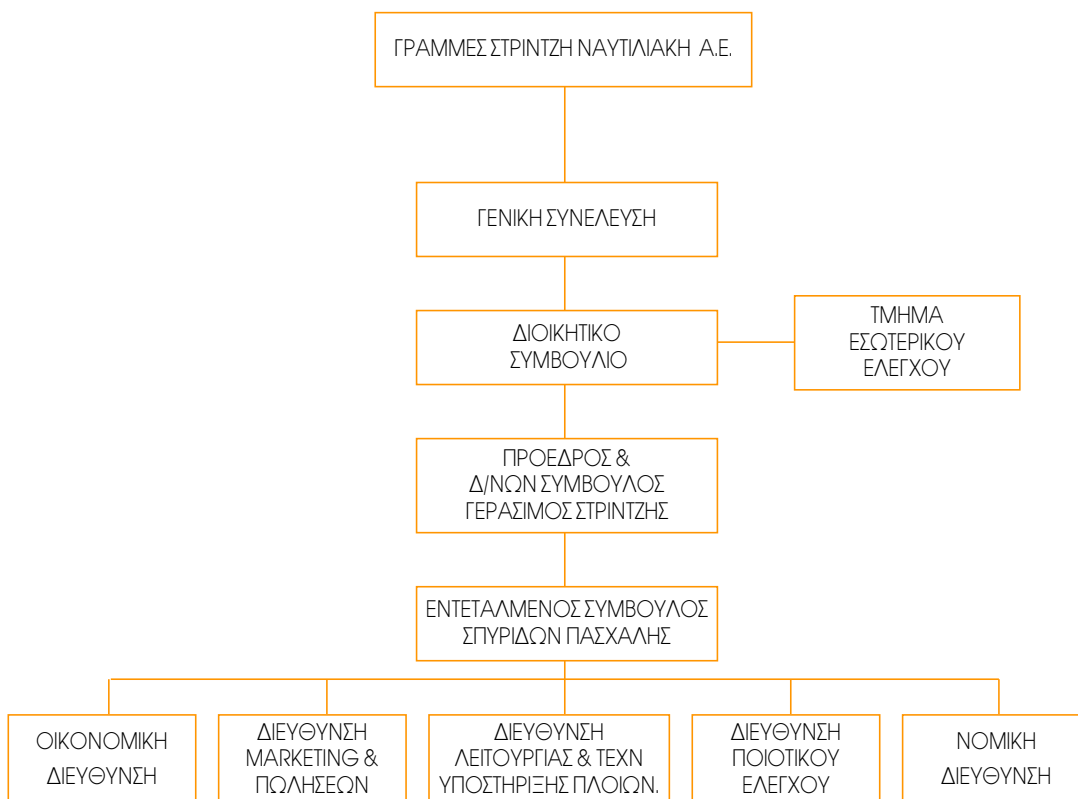 ΓΡΑΜΜΕΣ ΣΤΡΙΝΤΖΗ ΝΑΥΤΙΛΙΑΚΗ Α.Ε.
ΓΕΝΙΚΗ ΣΥΝΕΛΕΥΣΗ
ΔΙΟΙΚΗΤΙΚΟ
ΣΥΜΒΟΥΛΙΟ
ΤΜΗΜΑ
ΕΣΩΤΕΡΙΚΟΥ
ΕΛΕΓΧΟΥ
ΠΡΟΕΔΡΟΣ &
Δ/ΝΩΝ ΣΥΜΒΟΥΛΟΣ
ΓΕΡΑΣΙΜΟΣ ΣΤΡΙΝΤΖΗΣ
ΕΝΤΕΤΑΛΜΕΝΟΣ ΣΥΜΒΟΥΛΟΣ
ΣΠΥΡΙΔΩΝ ΠΑΣΧΑΛΗΣ
ΟΙΚΟΝΟΜΙΚΗ
ΔΙΕΥΘΥΝΣΗ
ΔΙΕΥΘΥΝΣΗ
MARKETING &
ΠΩΛΗΣΕΩΝ
ΔΙΕΥΘΥΝΣΗ
ΛΕΙΤΟΥΡΓΙΑΣ & ΤΕΧΝ
ΥΠΟΣΤΗΡΙΞΗΣ ΠΛΟΙΩΝ.
ΔΙΕΥΘΥΝΣΗ
ΠΟΙΟΤΙΚΟΥ
ΕΛΕΓΧΟΥ
ΝΟΜΙΚΗ
ΔΙΕΥΘΥΝΣΗ